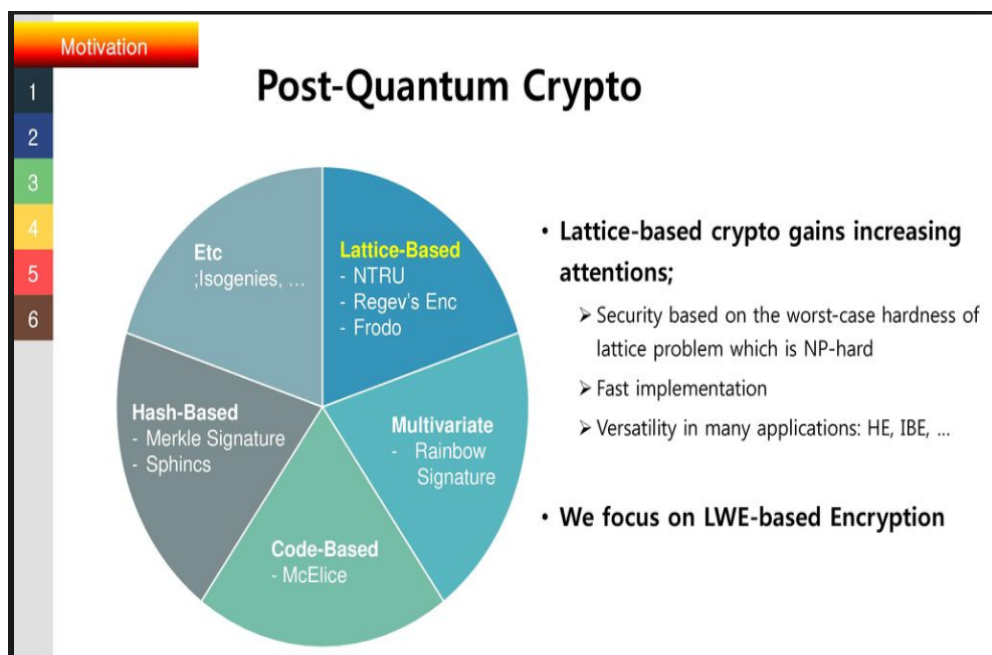 Motivation
1
2
3
4
5
6
Post-Quantum Crypto
Etc
;Isogenies, ...
Lattice-Based
- NTRU
- Regev's Enc
- Frodo
Hash-Based
- Merkle Signature
- Sphincs
Multivariate
- Rainbow
Signature
Code-Based
- McElice
• Lattice-based crypto gains increasing
attentions;
➢ Security based on the worst-case hardness of
lattice problem which is NP-hard
➢ Fast implementation
➢ Versatility in many applications: HE, IBE, ...
• We focus on LWE-based Encryption